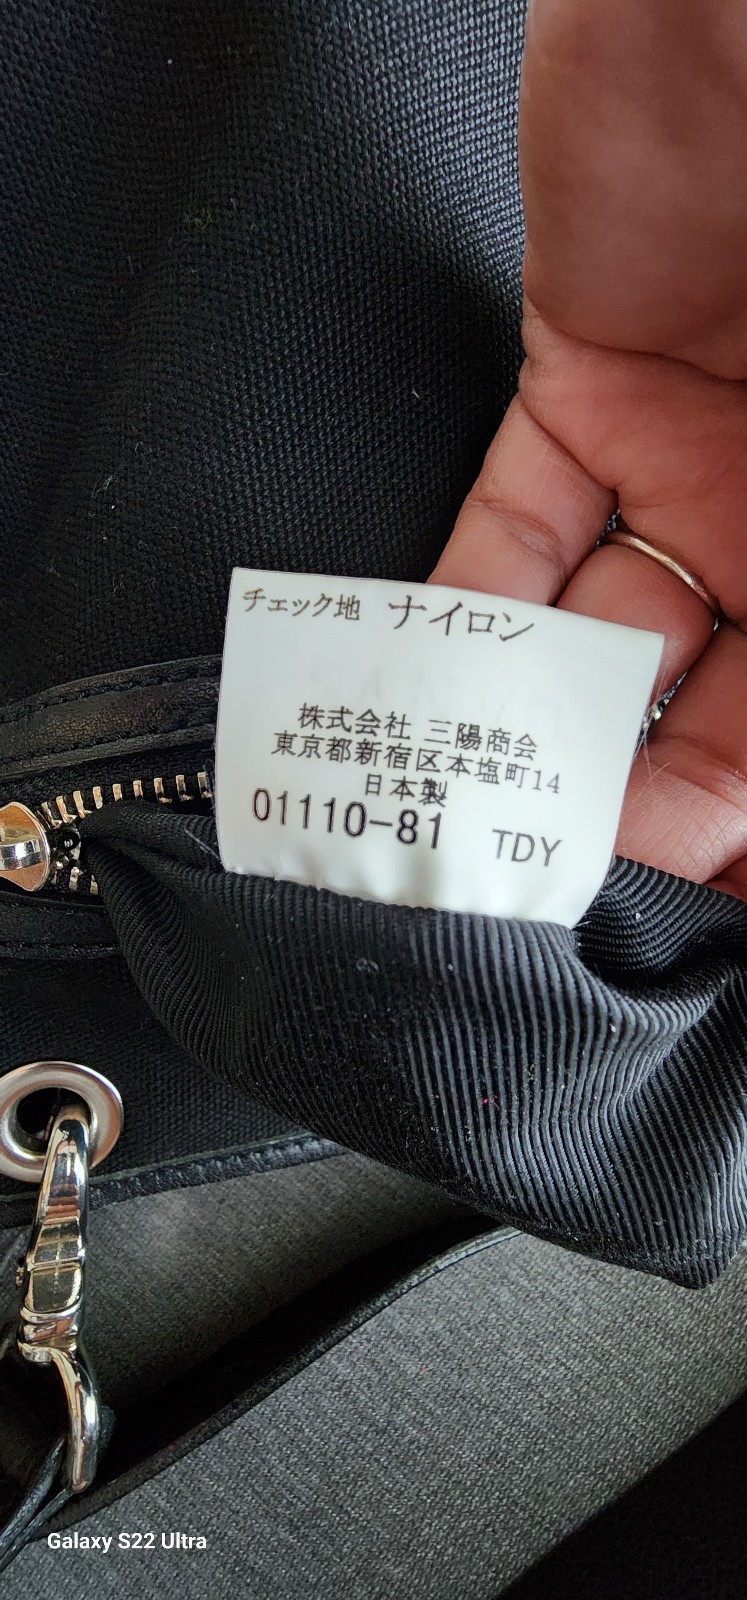 チェック地 ナイロン
株式会社 三陽商会
東京都新宿区本塩町14
日本製
01110-81 TDY
Galaxy S22 Ultra